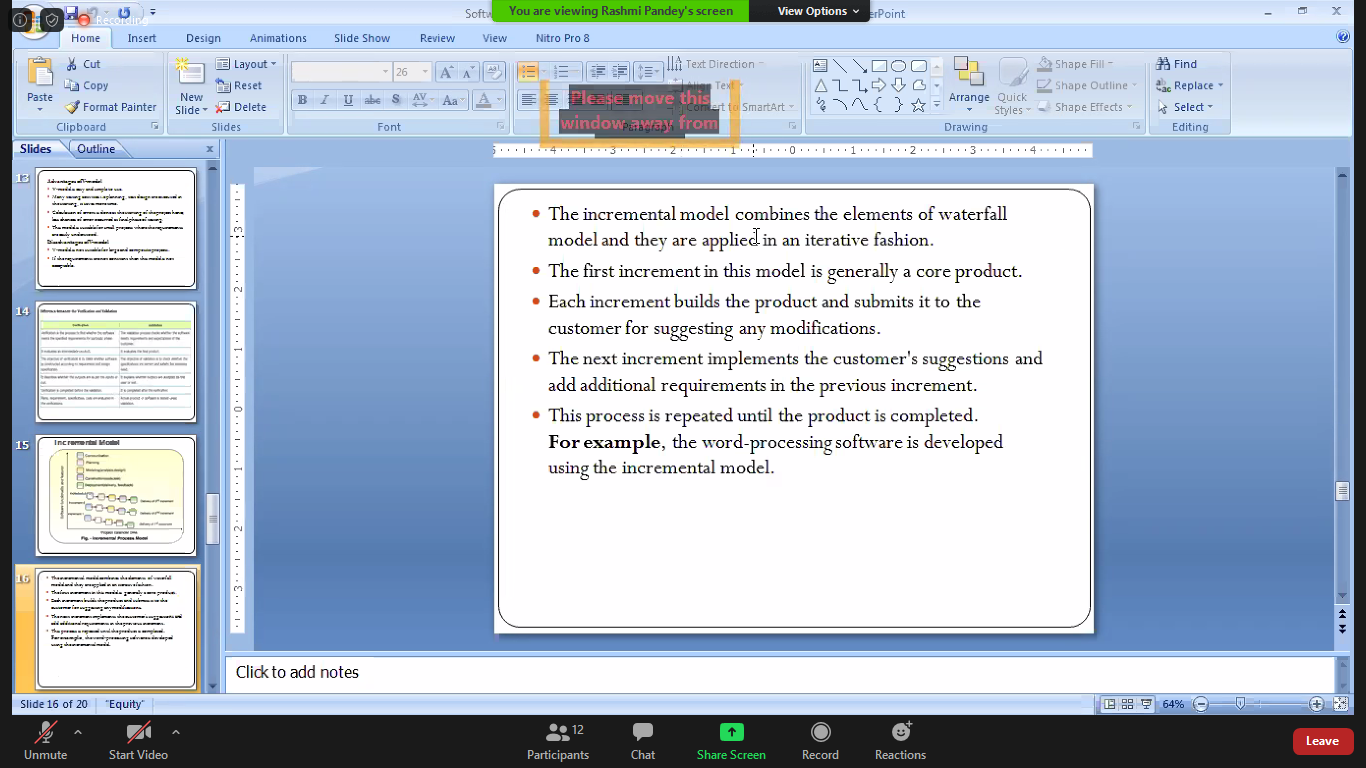 Recording
Softw
You are viewing Rashmi Pandey's screen
View Options
erPoint
Home
Insert
Design
Slide Show
Animations
Review
View
Nitro Pro 8
Paste
Cut
Copy
Format Painter
Clipboard
New
Slide
Layout
Reset
Delete
Slides
26
B I U abc S AV Aa A
Font
Text Direction
Align Text
Convert to SmartArt
Paragraph
Please move this
window away from
Arrange
Quick
Styles
Shape Fill
Shape Outline
Shape Effects
Drawing
Find
Replace
Select
Editing
Slides
Outline
x
13
Advantages of V-model
Disadvantages of V-model
14
Difference between the Verification and Validation
15
Incremental Model
Communication
Planning
Fig. - Incremental Process Model
16
The incremental model combines the elements of waterfall
model and they are applied in an iterative fashion.
The first increment in this model is generally a core product.
Each increment builds the product and submits it to the
customer for suggesting any modifications.
The next increment implements the customer's suggestions and
add additional requirements in the previous increment.
This process is repeated until the product is completed.
For example, the word-processing software is developed
using the incremental model.
Click to add notes
Slide 16 of 20
"Equity"
64%
Unmute
Start Video
Participants
12
Chat
Share Screen
Record
Reactions
Leave